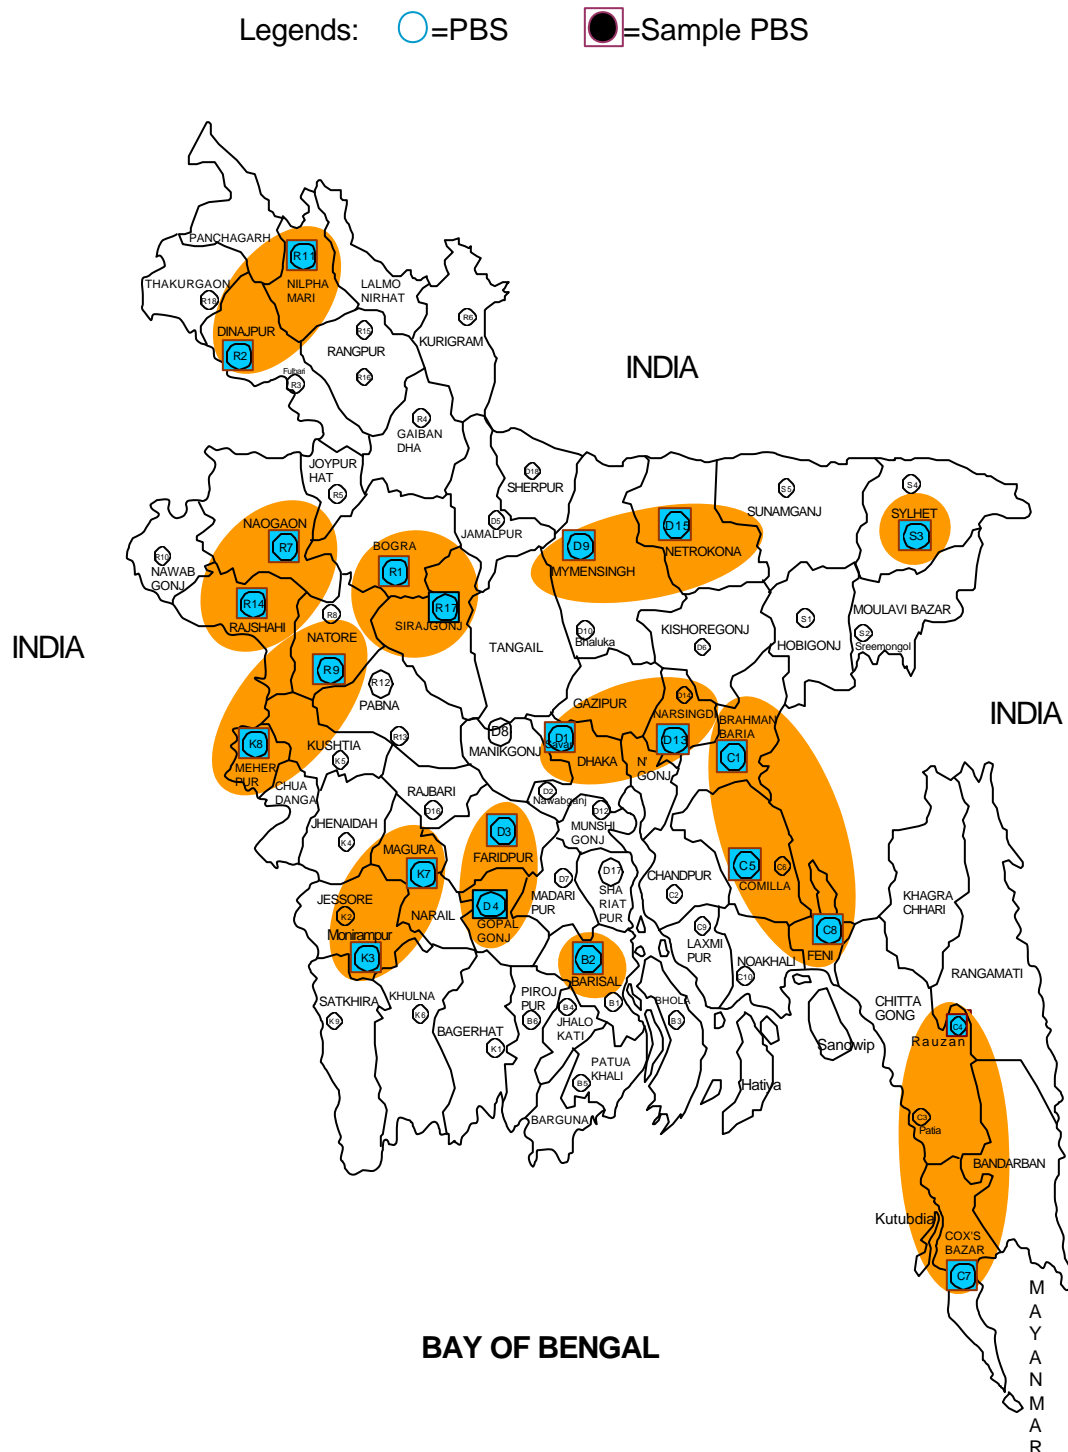 Legends: =PBS =Sample PBS
PANCHAGARH
R11
THAKURGAON
R18
NILPHA
MARI
LALMO
NIRHAT
R6
DINAJPUR
R2
R15
RANGPUR
KURIGRAM
Fulbari
R3
R16
INDIA
R4
GAIBAN
DHA
JOYPUR
HAT
R5
D18
SHERPUR
S5
SUNAMGANJ
S4
SYLHET
S3
NAOGAON
R7
D5
JAMALPUR
D15
NETROKONA
R10
NAWAB
GONJ
BOGRA
R1
D9
MYMENSINGH
R14
RAJSHAHI
R17
SIRAJGONJ
R8
NATORE
MOULAVI BAZAR
S1
HOBIGONJ
S2
Sreemongol
INDIA
R9
TANGAIL
D10
Bhaluka
KISHOREGONJ
D6
R12
PABNA
GAZIPUR
D14
NARSINGDI
BRAHMAN
BARIA
INDIA
K8
MEHER
PUR
KUSHTIA
K5
R13
D8
MANIKGONJ
D1
Savar
DHAKA
D13
N'
GONJ
C1
CHUA
DANGA
RAJBARI
D16
D2
Nawabganj
D12
MUNSHI
GONJ
JHENAIDAH
K4
MAGURA
K7
D3
FARIDPUR
D7
MADARI
PUR
D17
SHA
RIAT
PUR
CHANDPUR
C2
C5
C6
COMILLA
JESSORE
K2
NARAIL
D4
GOPAL
GONJ
KHAGRA
CHHARI
Monirampur
K3
B2
BARISAL
C9
LAXMI
PUR
C8
FENI
NOAKHALI
C10
RANGAMATI
SATKHIRA
K9
KHULNA
K6
BAGERHAT
K1
PIROJ
PUR
B6
B4
JHALO
KATI
B1
BHOLA
B3
CHITTA
GONG
C4
Rauzan
Sandwip
PATUA
KHALI
B5
Hatiya
BARGUNA
C3
Patia
BANDARBAN
Kutubdia
COX'S
BAZAR
C7
BAY OF BENGAL
M
A
Y
A
N
M
A
R